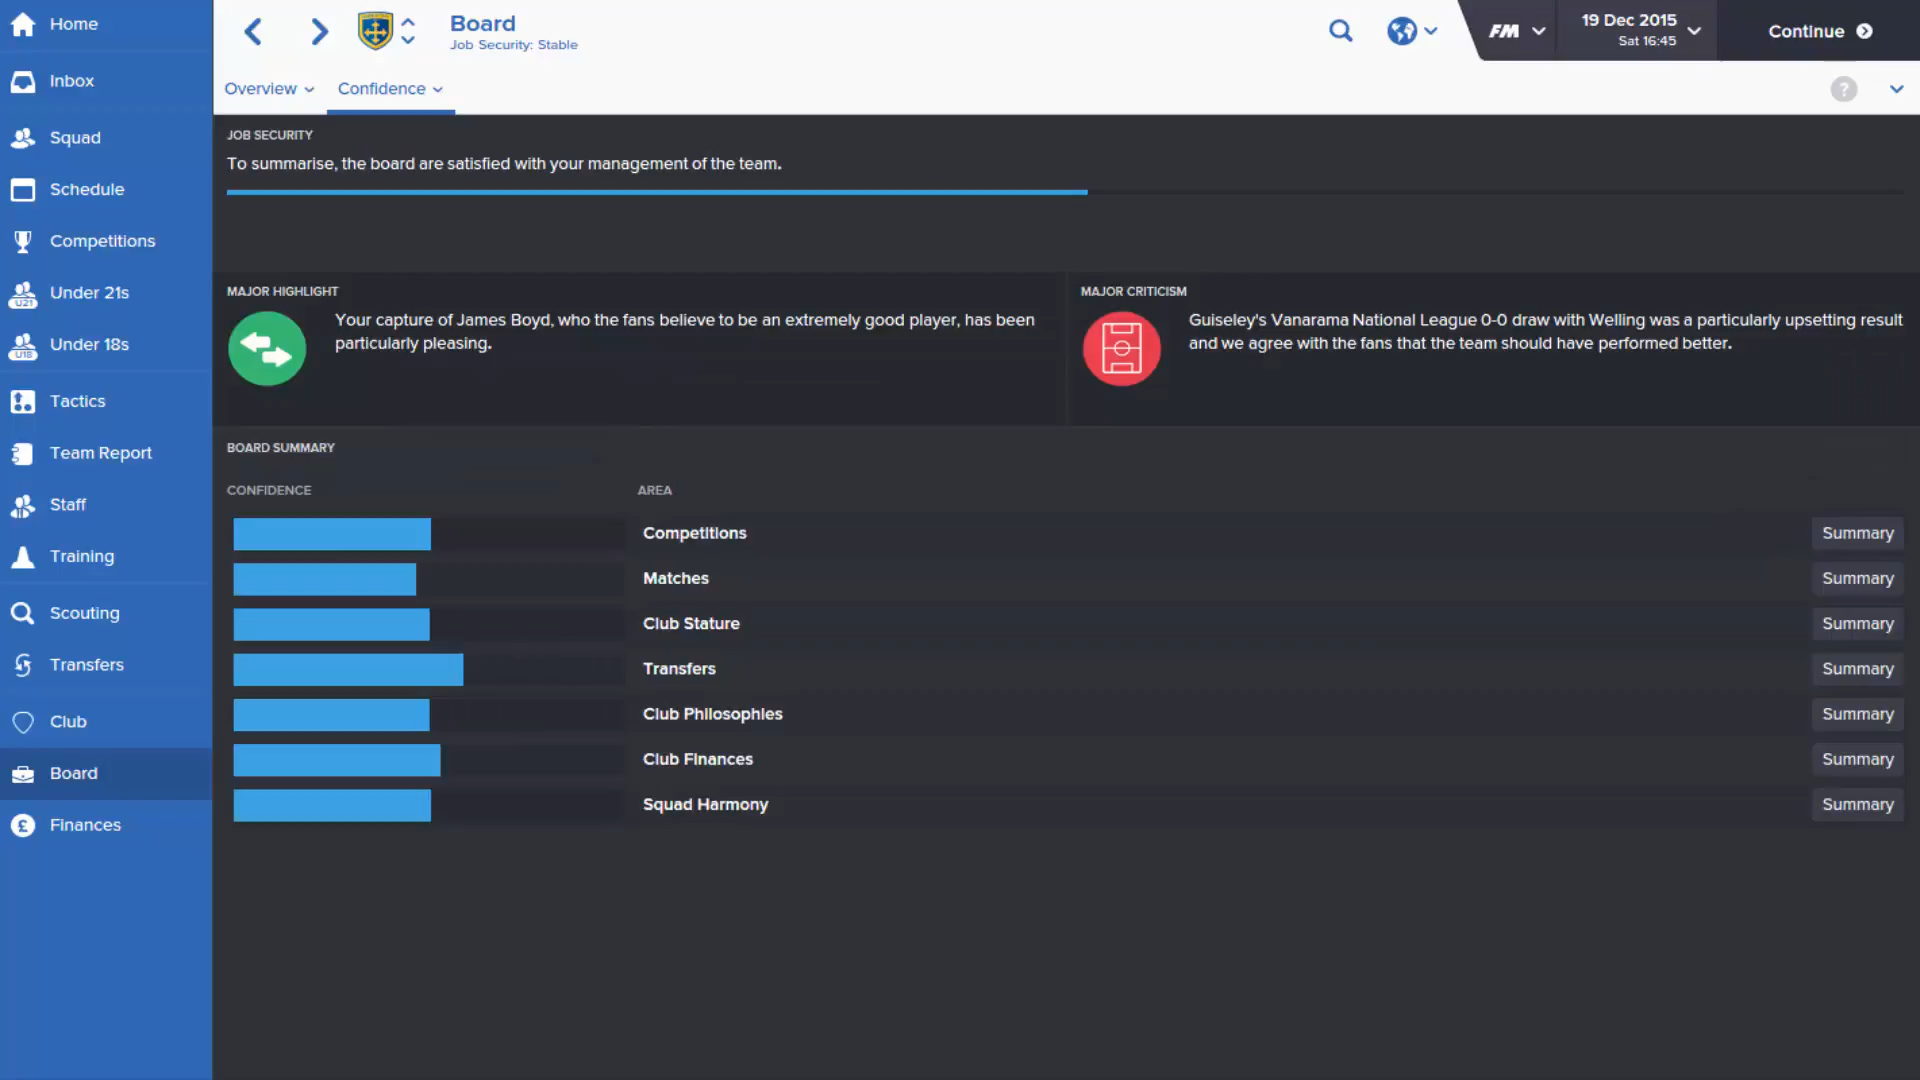 Home
Inbox
Squad
Schedule
Competitions
Under 21s
U21
Under 18s
U18
Tactics
Team Report
Staff
Training
Scouting
Transfers
Club
Board
Finances
Board
Job Security: Stable
FM
19 Dec 2015
Sat 16:45
Continue
Overview
Confidence
?
JOB SECURITY
To summarise, the board are satisfied with your management of the team.
MAJOR HIGHLIGHT
Your capture of James Boyd, who the fans believe to be an extremely good player, has been
particularly pleasing.
MAJOR CRITICISM
Guiseley's Vanarama National League 0-0 draw with Welling was a particularly upsetting result
and we agree with the fans that the team should have performed better.
BOARD SUMMARY
CONFIDENCE AREA
Competitions Summary
Matches Summary
Club Stature Summary
Transfers Summary
Club Philosophies Summary
Club Finances Summary
Squad Harmony Summary